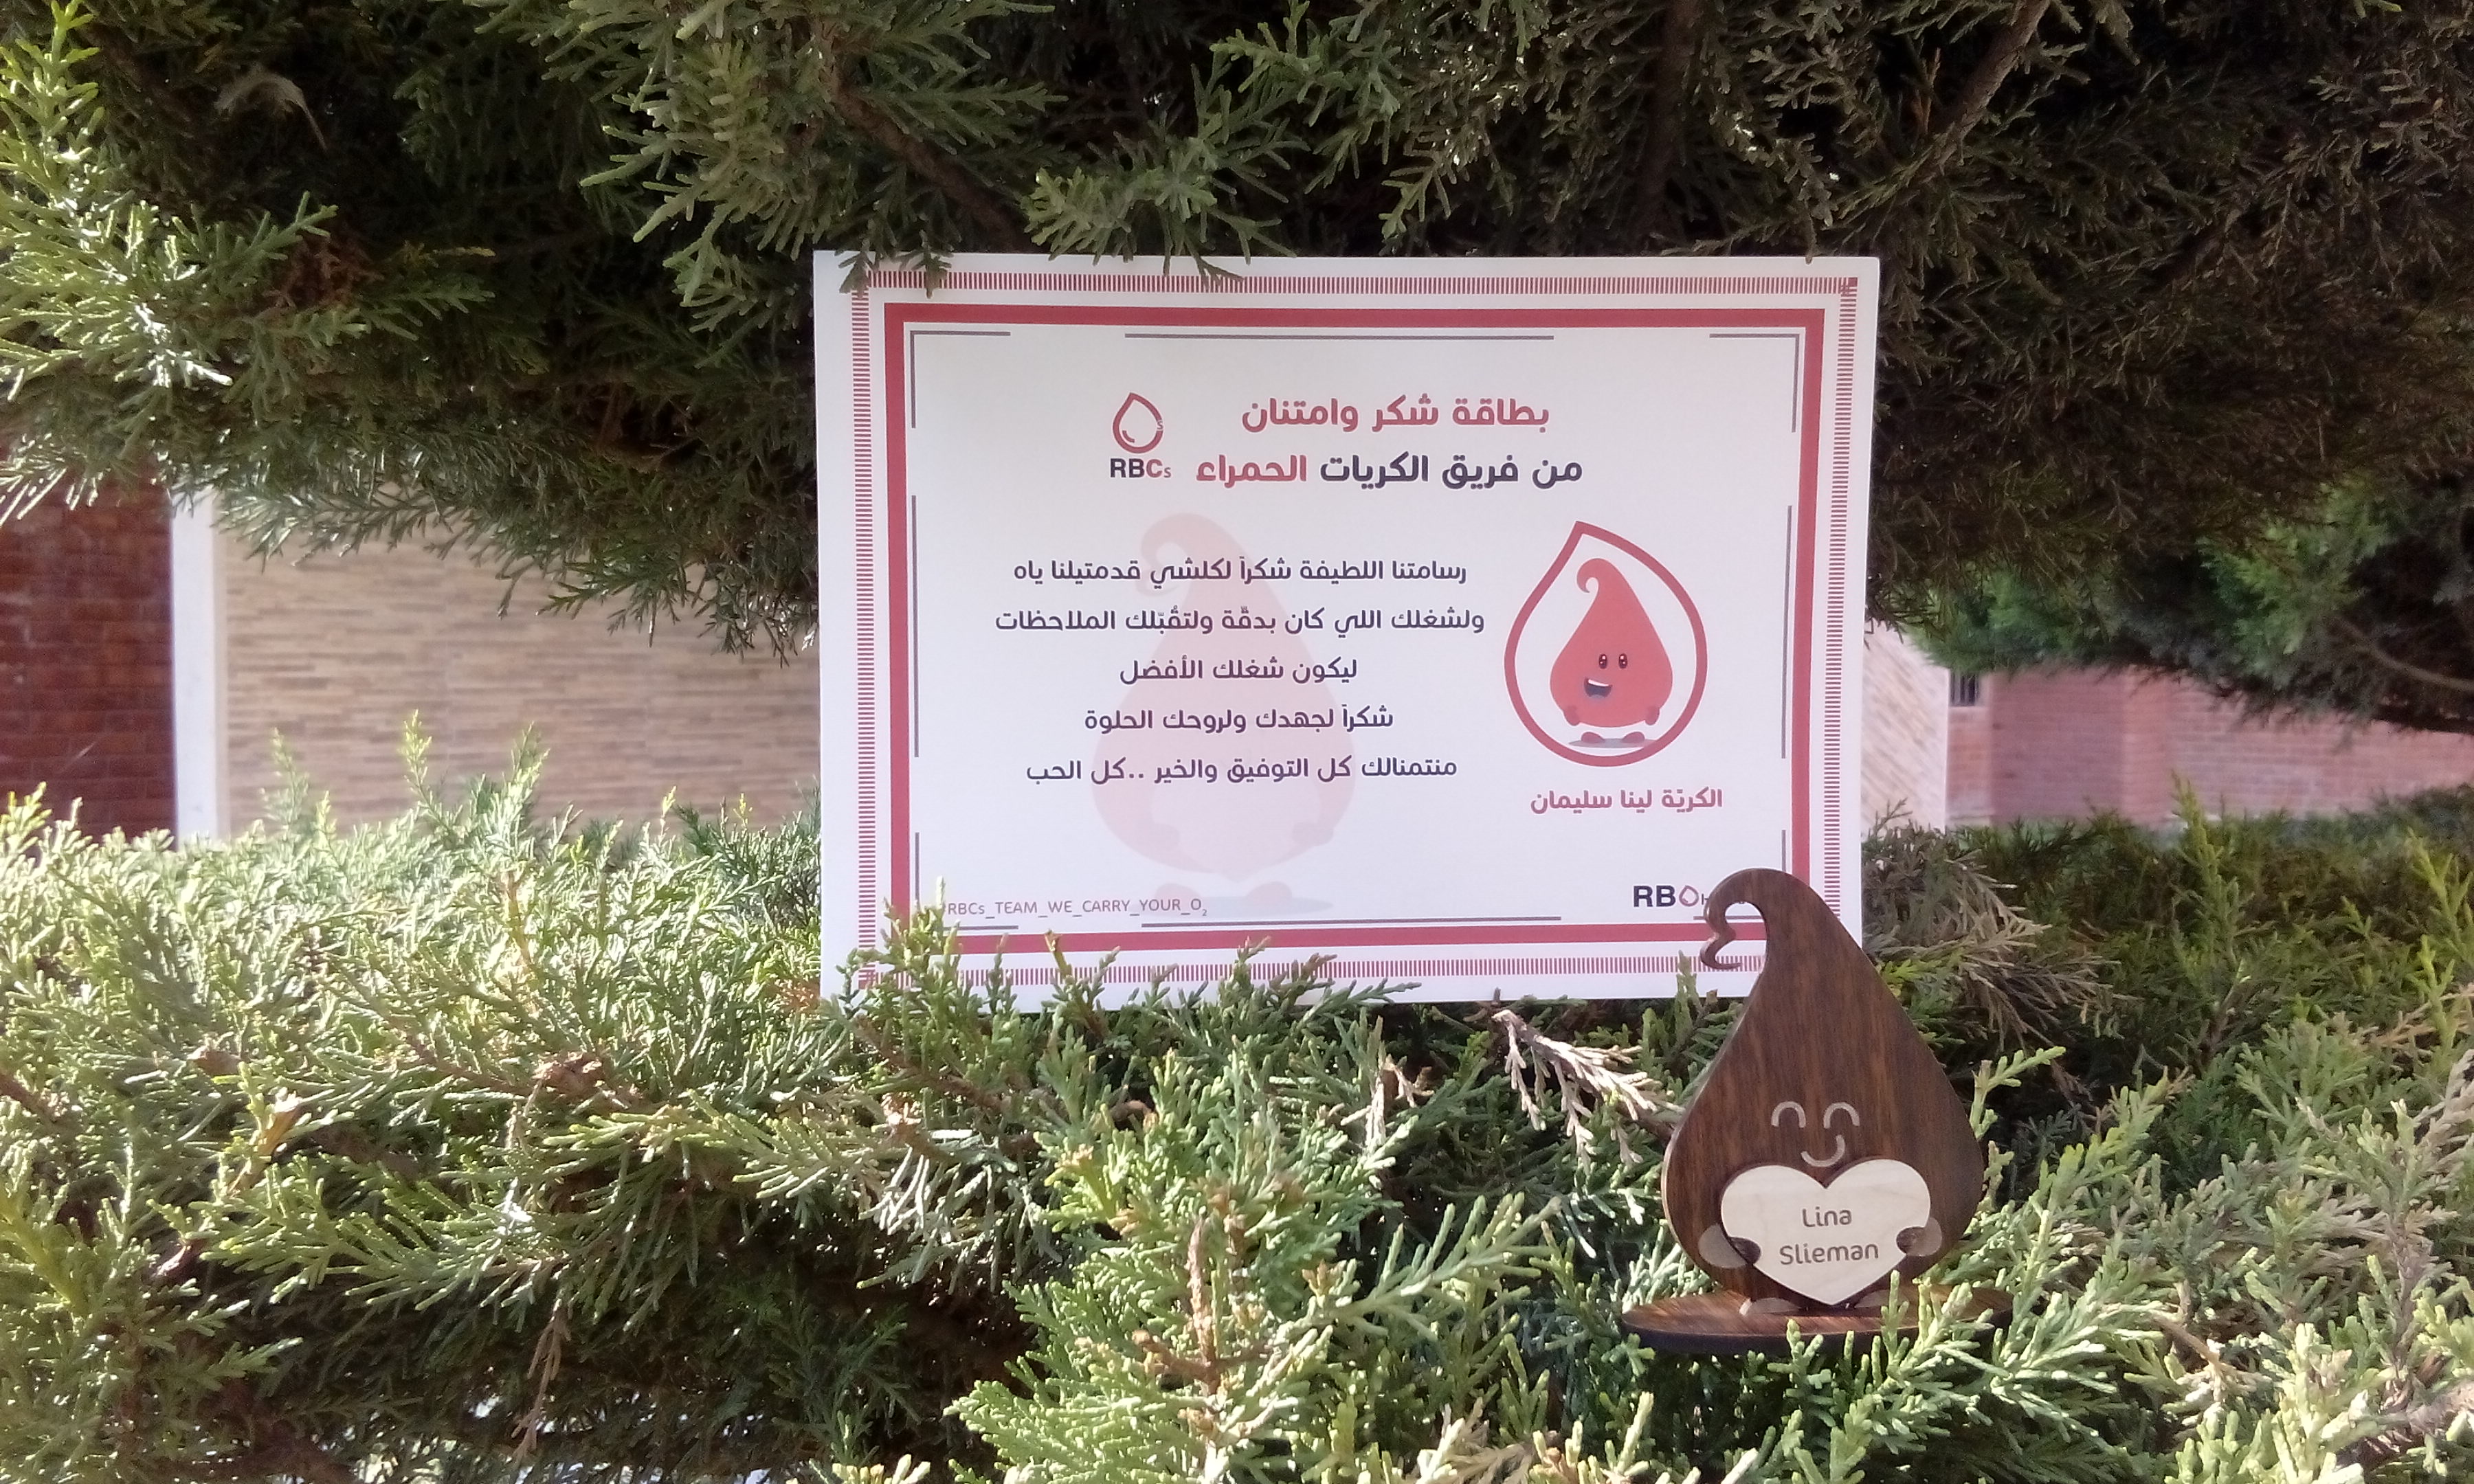 بطاقة شكر وامتنان
من فريق الكريات الحمراء
RBCs
رسامتنا اللطيفة شكراً لكلشي قدمتيلنا ياه
ولشغلك اللي كان بدقّة ولتقُبّلك الملاحظات
ليكون شغلك الأفضل
شكراً لجهدك ولروحك الحلوة
منتمنالك كل التوفيق والخير ..كل الحب
الكريّة لينا سليمان
RBCs_TEAM_WE_CARRY_YOUR_O₂
Lina
Slieman